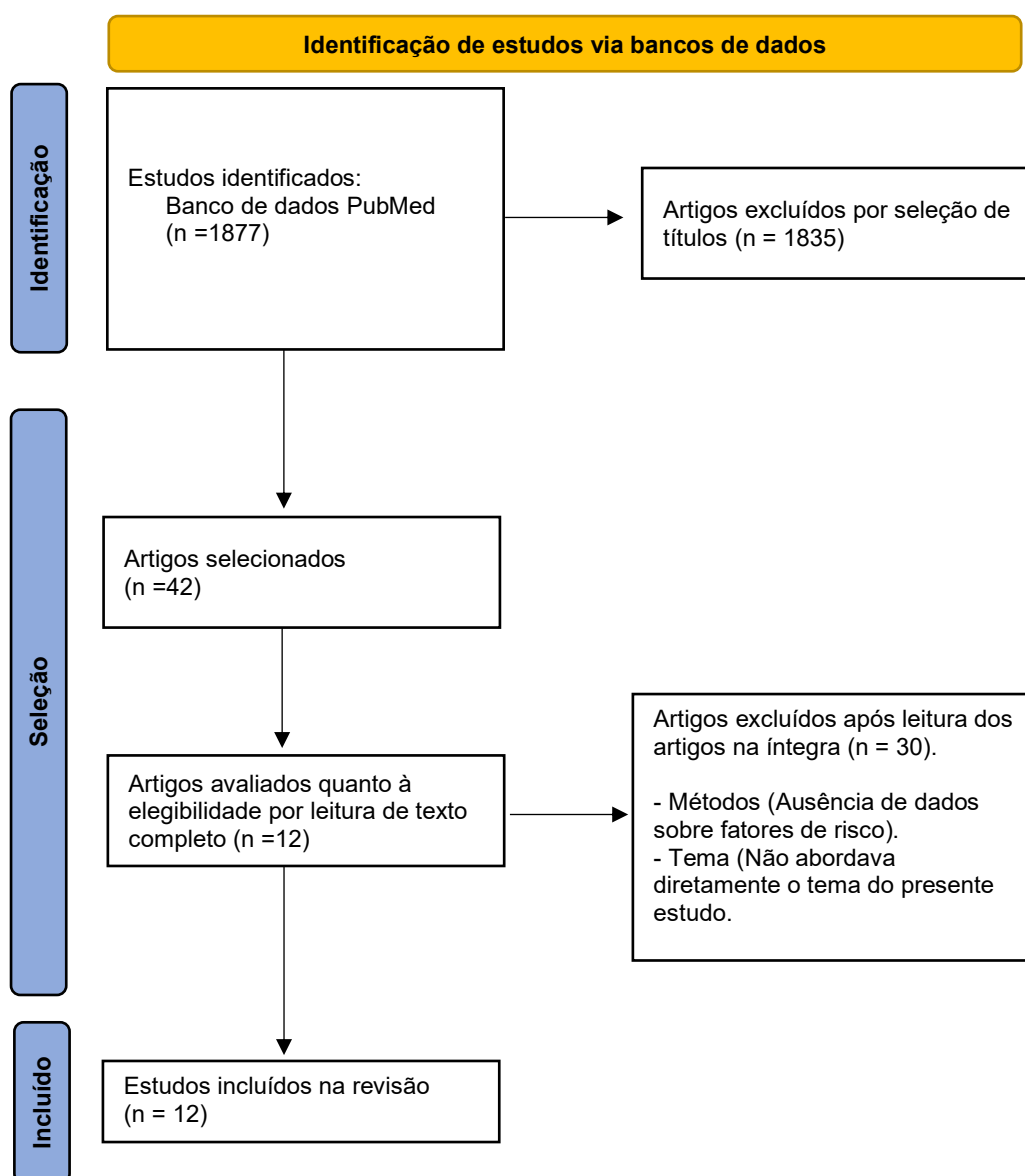 Identificação de estudos via bancos de dados
Identificação
Estudos identificados:
Banco de dados PubMed
(n =1877)
Artigos excluídos por seleção de
títulos (n = 1835)
Seleção
Artigos selecionados
(n =42)
Artigos avaliados quanto à
elegibilidade por leitura de texto
completo (n =12)
Artigos excluídos após leitura dos
artigos na íntegra (n = 30).
- Métodos (Ausência de dados
sobre fatores de risco).
- Tema (Não abordava
diretamente o tema do presente
estudo.
Incluído
Estudos incluídos na revisão
(n = 12)